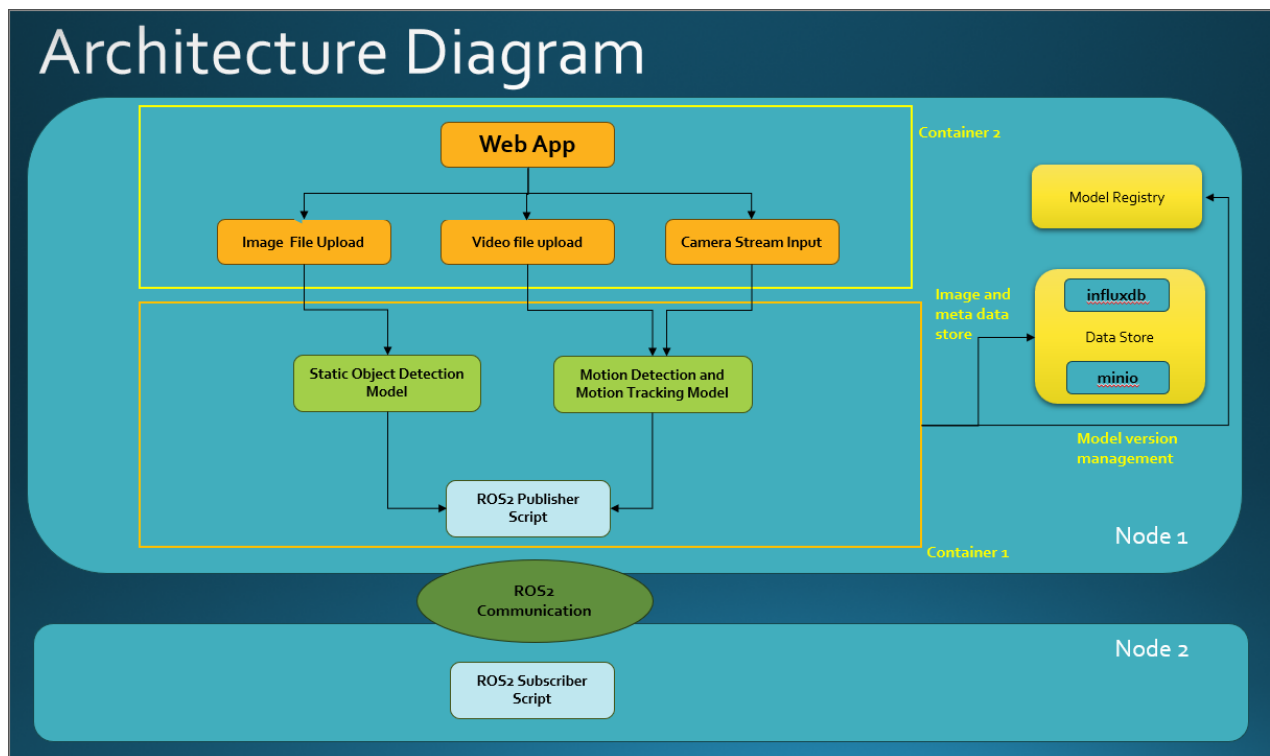 Architecture Diagram
Container 2
Web App
Model Registry
Image File Upload
Video file upload
Camera Stream Input
Image and
meta data
store
influxdb
Data Store
minio
Static Object Detection
Model
Motion Detection and
Motion Tracking Model
Model version
management
ROS2 Publisher
Script
Node 1
Container 1
ROS2
Communication
Node 2
ROS2 Subscriber
Script